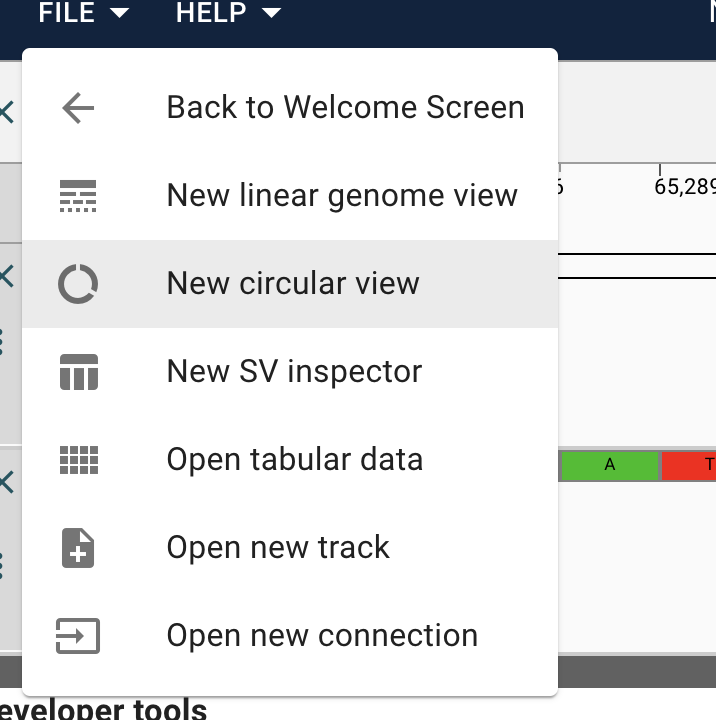 FILE HELP
Back to Welcome Screen
New linear genome view
65,289
New circular view
New SV inspector
Open tabular data
A T
Open new track
Open new connection
eveloper tools